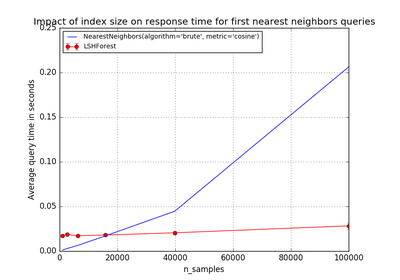 Impact of index size on response time for first nearest neighbors queries
0.25
NearestNeighbors(algorithm='brute', metric='cosine')
LSHForest
0.20
0.15
0.10
0.05
0.00
Average query time in seconds
0
20000
40000
60000
80000
100000
n_samples